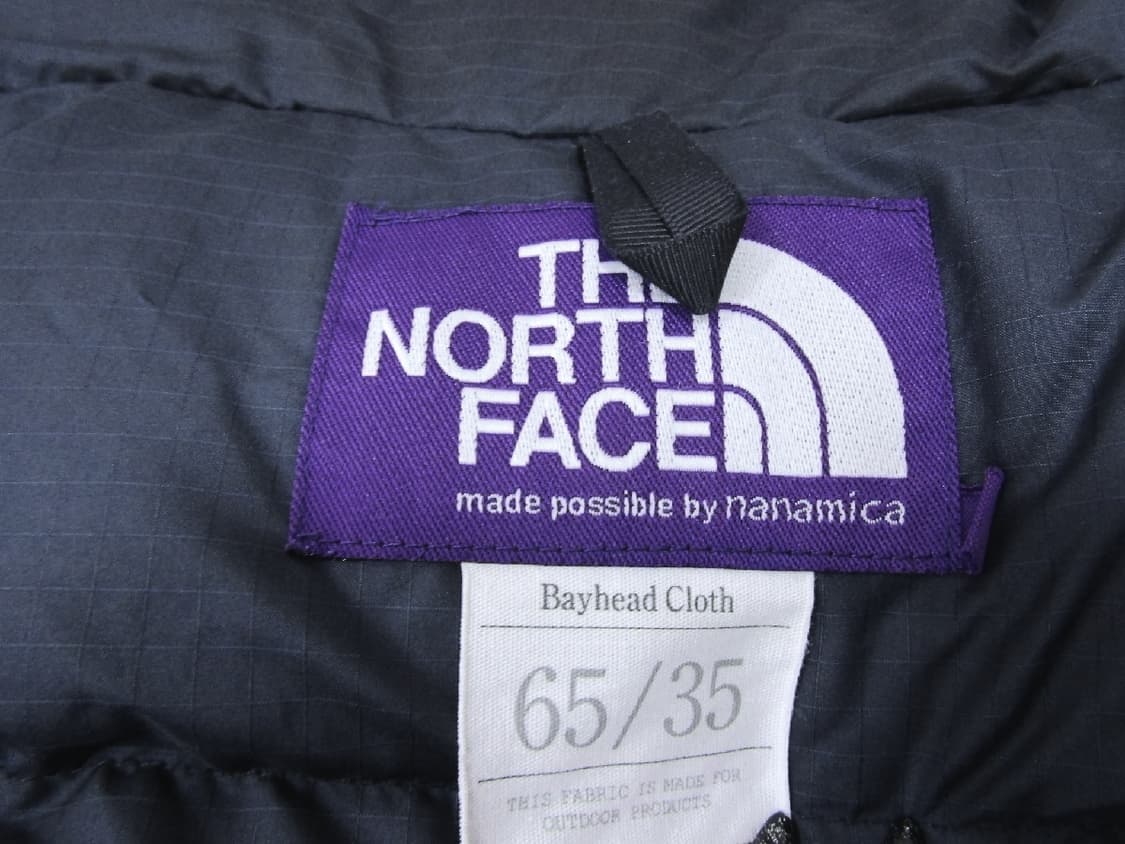 THE
NORTH
FACE
made possible by nanamica
Bayhead Cloth
65/35
THIS FABRIC IS MADE FOR
OUTDOOR PRODUCTS